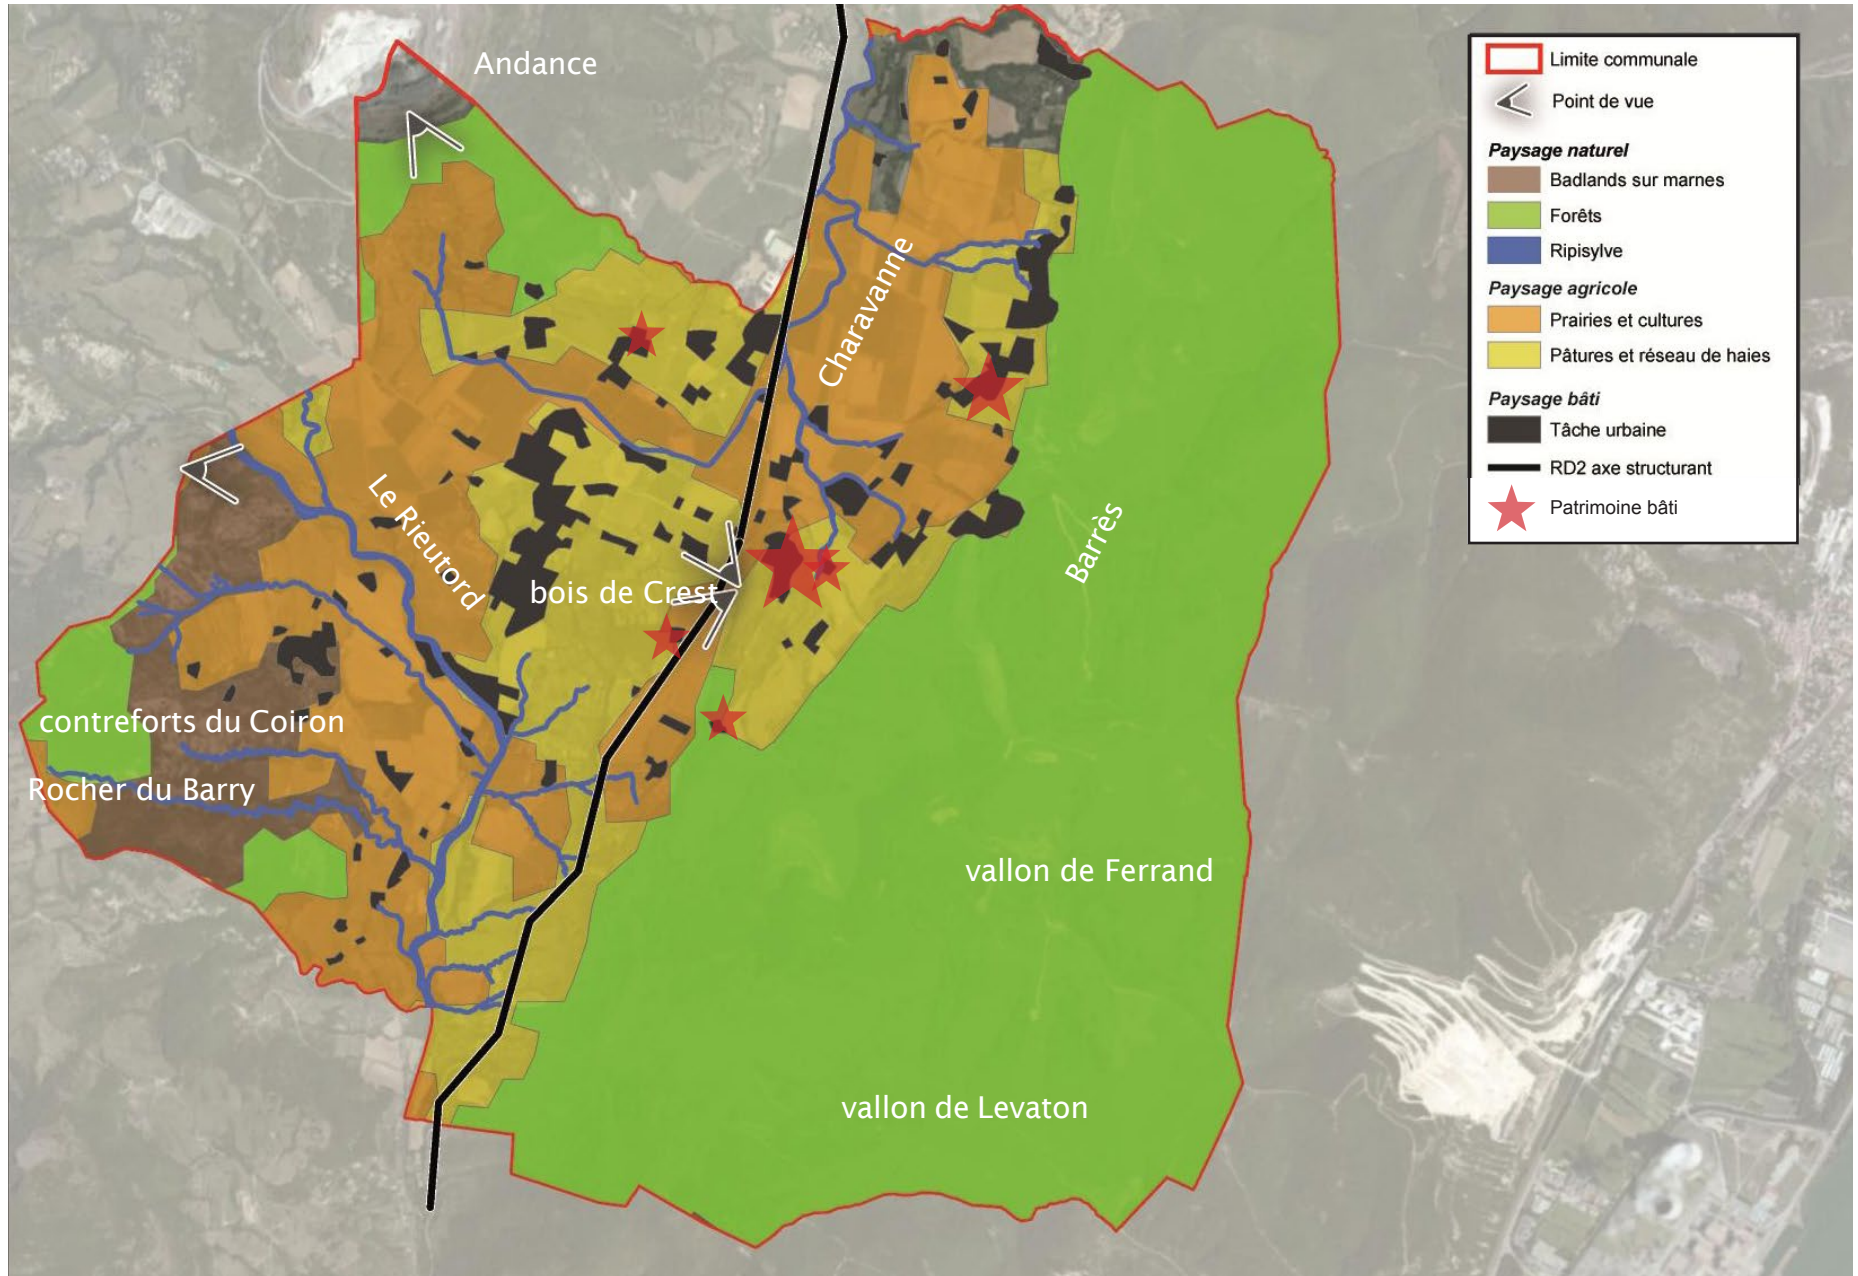 Andance
Charavanne
Le Rieutord
bois de Crest
Barrès
contreforts du Coiron
Rocher du Barry
vallon de Ferrand
vallon de Levaton
Limite communale
Point de vue
Paysage naturel
Badlands sur marnes
Forêts
Ripisylve
Paysage agricole
Prairies et cultures
Pâtures et réseau de haies
Paysage bâti
Tâche urbaine
RD2 axe structurant
Patrimoine bâti